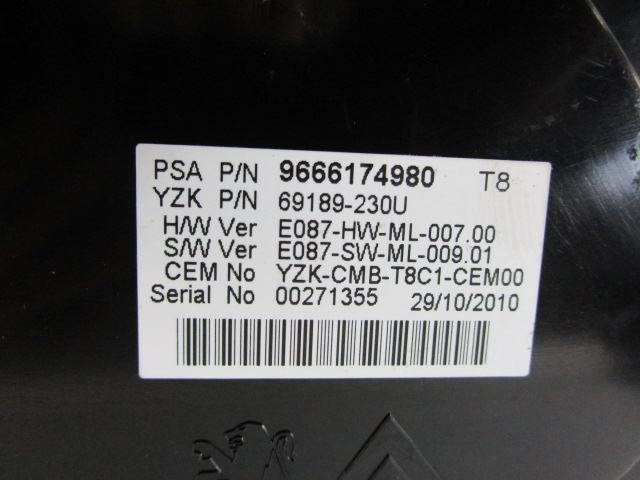 PSA P/N 9666174980 T8
YZK P/N 69189-230U
H/W Ver E087-HW-ML-007.00
S/W Ver E087-SW-ML-009.01
CEM No YZK-CMB-T8C1-CEM00
Serial No 00271355 29/10/2010